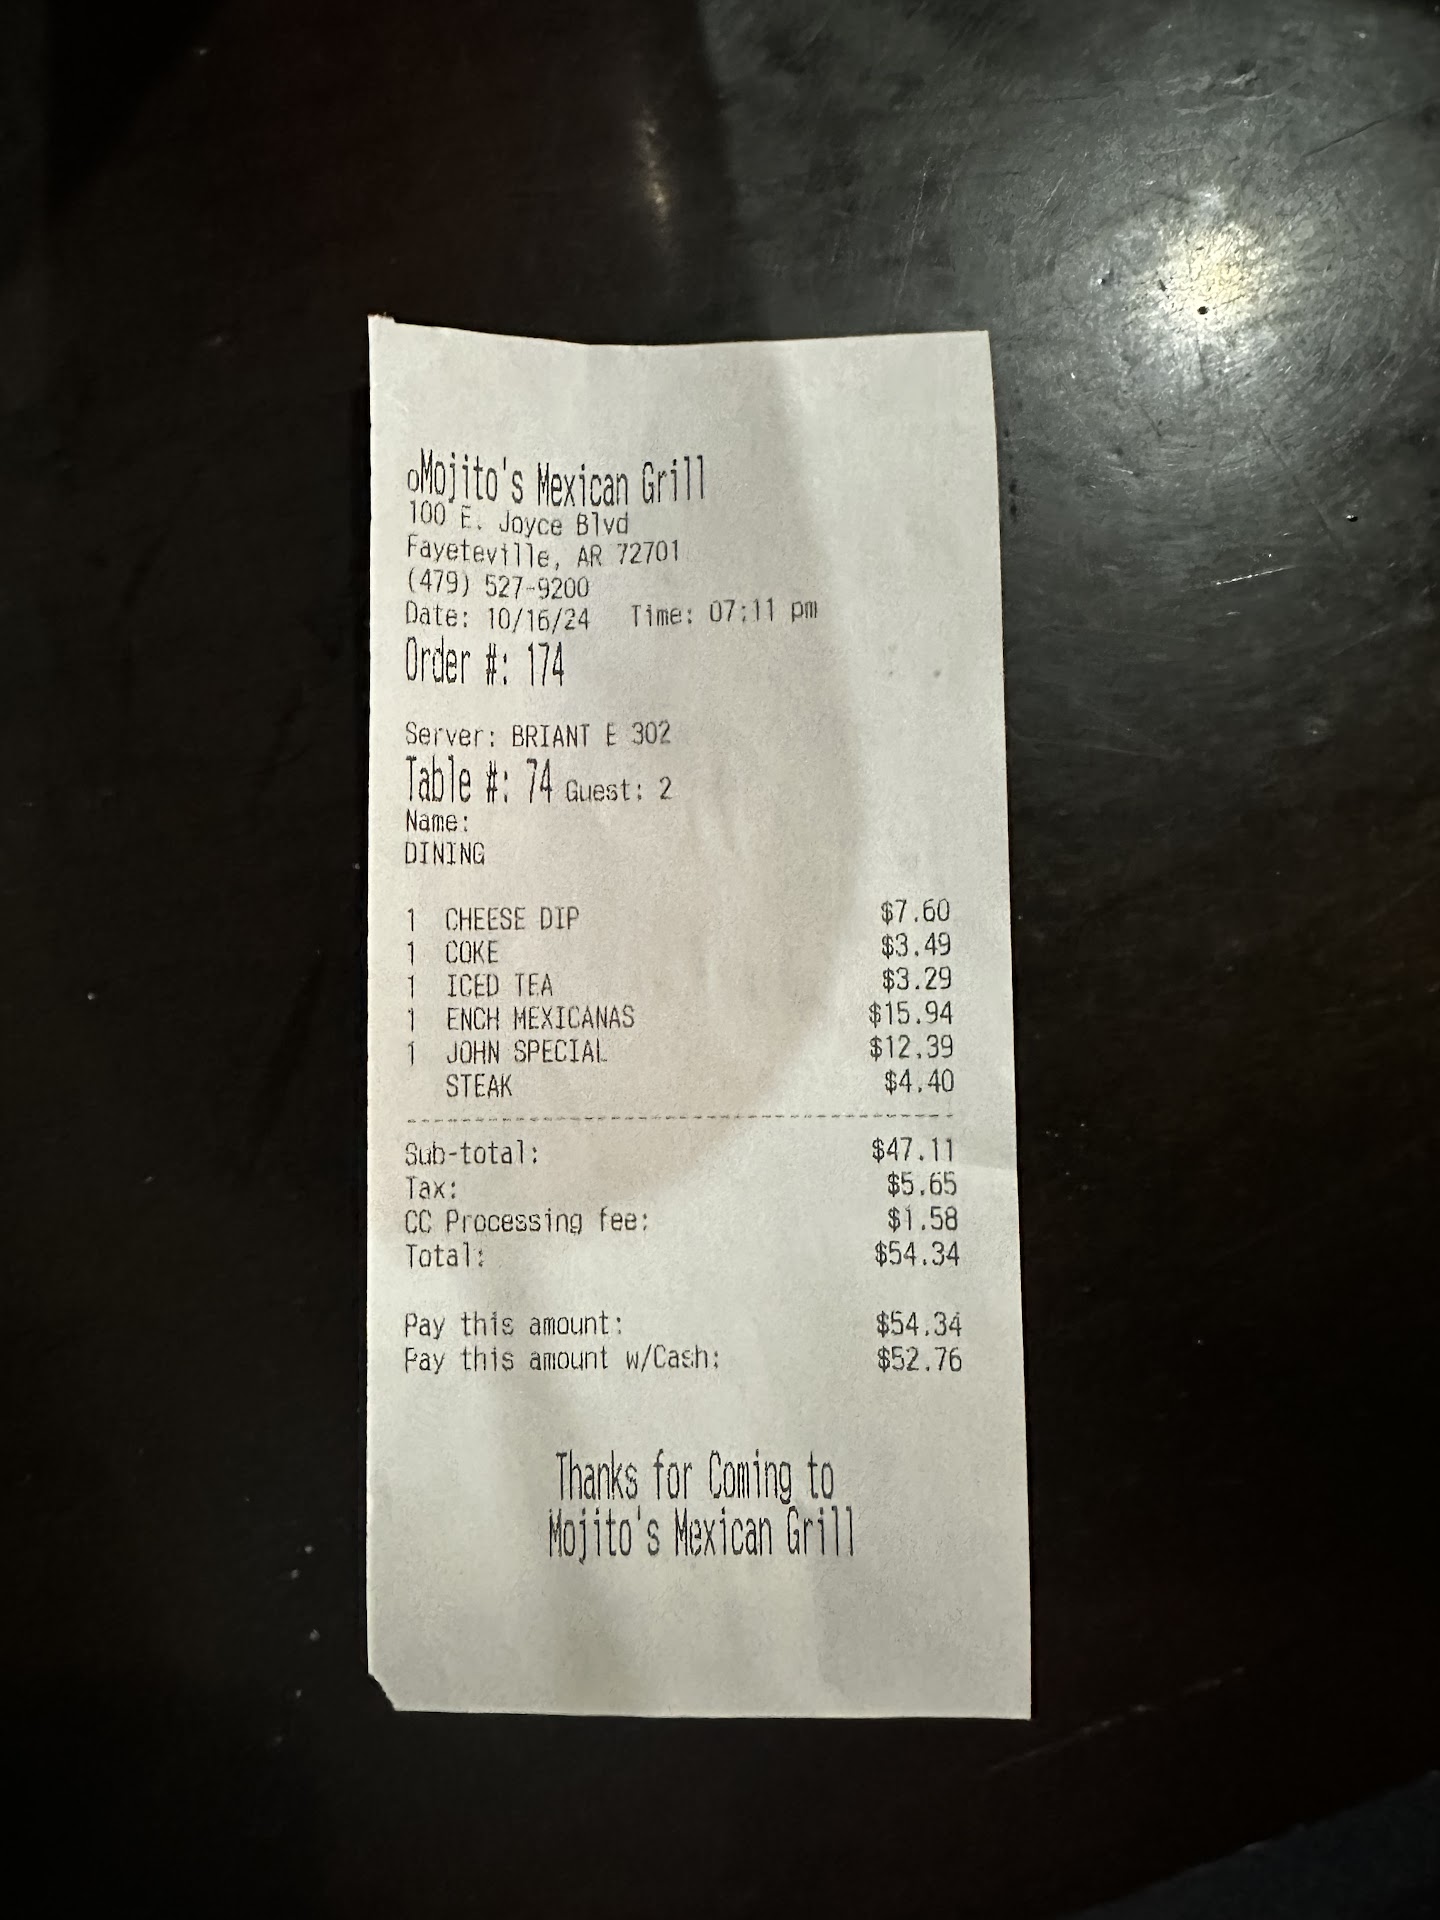 oMojito's Mexican Grill
100 E. Joyce Blvd
Fayeteville, AR 72701
(479) 527-9200
Date: 10/16/24 Time: 07:11 pm
Order #: 174
Server: BRIANT E 302
Table #: 74 Guest: 2
Name:
DINING
1 CHEESE DIP $7.60
1 COKE $3.49
1 ICED TEA $3.29
1 ENCH MEXICANAS $15.94
1 JOHN SPECIAL $12.39
STEAK $4.40
Sub-total: $47.11
Tax: $5.65
CC Processing fee: $1.58
Total: $54.34
Pay this amount: $54.34
Pay this amount w/Cash: $52.76
Thanks for Coming to
Mojito's Mexican Grill